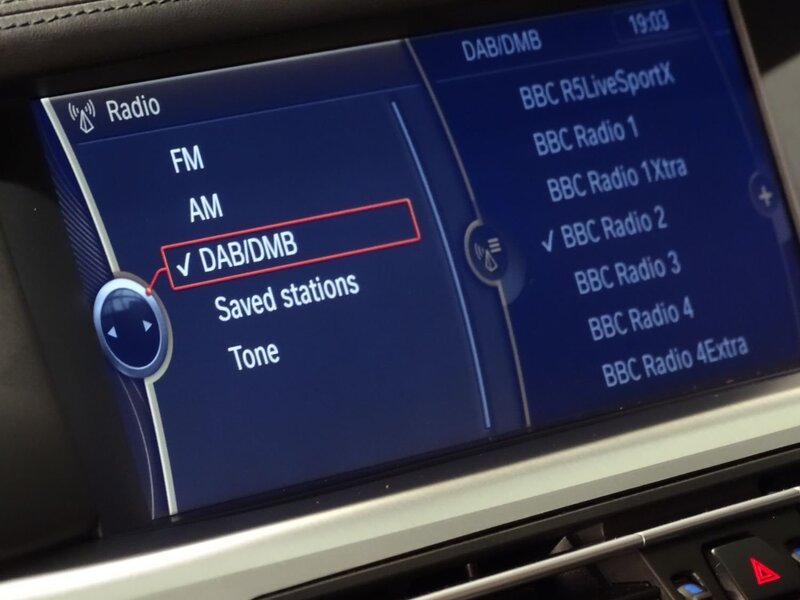 Radio
FM
AM
✓ DAB/DMB
Saved stations
Tone
DAB/DMB 19:03
BBC R5LiveSportX
BBC Radio 1
BBC Radio 1Xtra
✓ BBC Radio 2
BBC Radio 3
BBC Radio 4
BBC Radio 4Extra